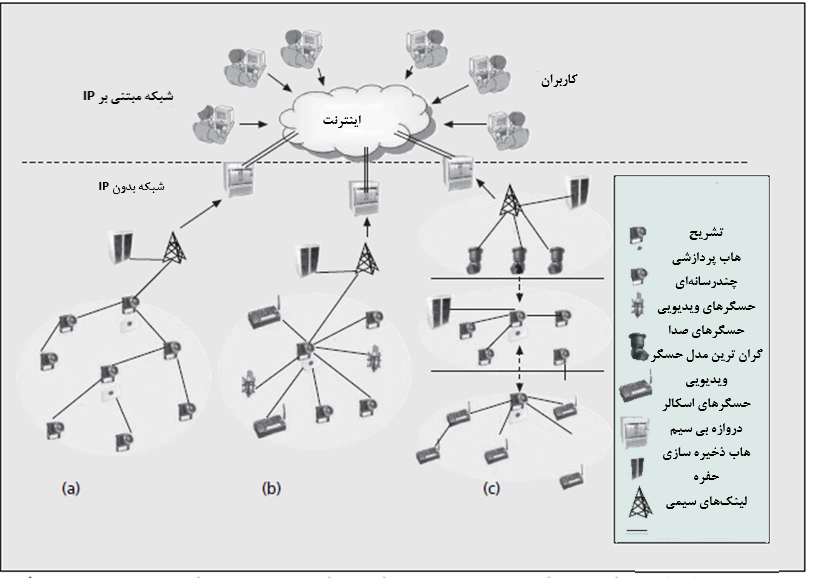 کاربران
شبکه مبتنی بر IP
اینترنت
شبکه بدون IP
تشریح
هاب پردازشی
چندرسانه‌ای
حسگرهای ویدیویی
حسگرهای صدا
گران ترین مدل حسگر
ویدیویی
حسگرهای اسکالر
دروازه بی سیم
هاب ذخیره سازی
حفره
لینک‌های سیمی
(a)
(b)
(c)